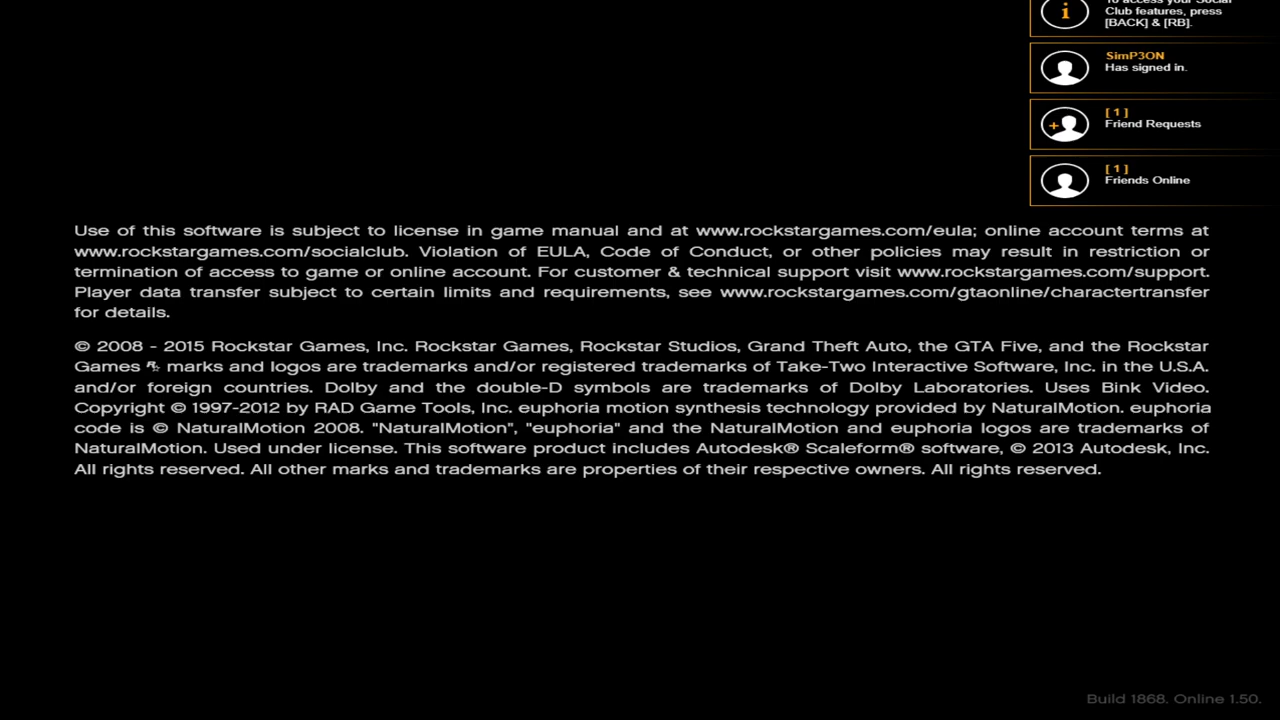 To access your Social
Club features, press
[BACK] & [RB].
SimP3ON
Has signed in.
[ 1 ]
Friend Requests
[ 1 ]
Friends Online
Use of this software is subject to license in game manual and at www.rockstargames.com/eula; online account terms at
www.rockstargames.com/socialclub. Violation of EULA, Code of Conduct, or other policies may result in restriction or
termination of access to game or online account. For customer & technical support visit www.rockstargames.com/support.
Player data transfer subject to certain limits and requirements, see www.rockstargames.com/gtaonline/charactertransfer
for details.
© 2008 - 2015 Rockstar Games, Inc. Rockstar Games, Rockstar Studios, Grand Theft Auto, the GTA Five, and the Rockstar
Games R* marks and logos are trademarks and/or registered trademarks of Take-Two Interactive Software, Inc. in the U.S.A.
and/or foreign countries. Dolby and the double-D symbols are trademarks of Dolby Laboratories. Uses Bink Video.
Copyright © 1997-2012 by RAD Game Tools, Inc. euphoria motion synthesis technology provided by NaturalMotion. euphoria
code is © NaturalMotion 2008. "NaturalMotion", "euphoria" and the NaturalMotion and euphoria logos are trademarks of
NaturalMotion. Used under license. This software product includes Autodesk® Scaleform® software, © 2013 Autodesk, Inc.
All rights reserved. All other marks and trademarks are properties of their respective owners. All rights reserved.
Build 1868. Online 1.50.